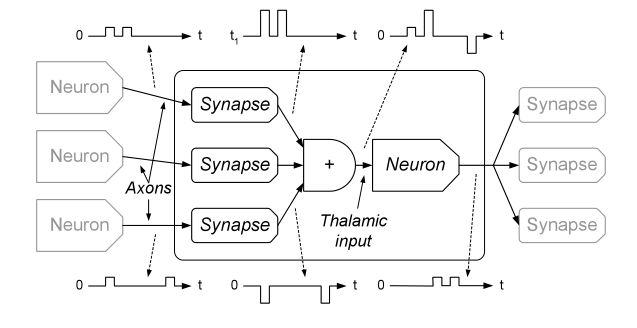 0 t t₁ t 0 t
Neuron Synapse Synapse
Neuron Synapse + Neuron Synapse
Axons
Neuron Synapse Thalamic Synapse
input
0 t 0 t 0 t